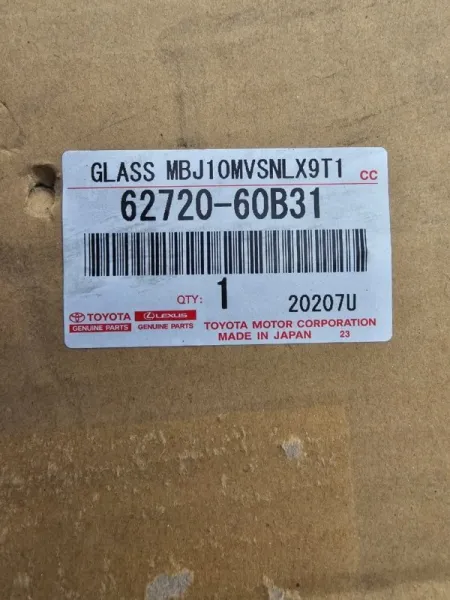 GLASS MBJ10MVSNLX9T1 CC
62720-60B31
QTY: 1 20207U
TOYOTA LEXUS
GENUINE PARTS GENUINE PARTS
TOYOTA MOTOR CORPORATION
MADE IN JAPAN 23